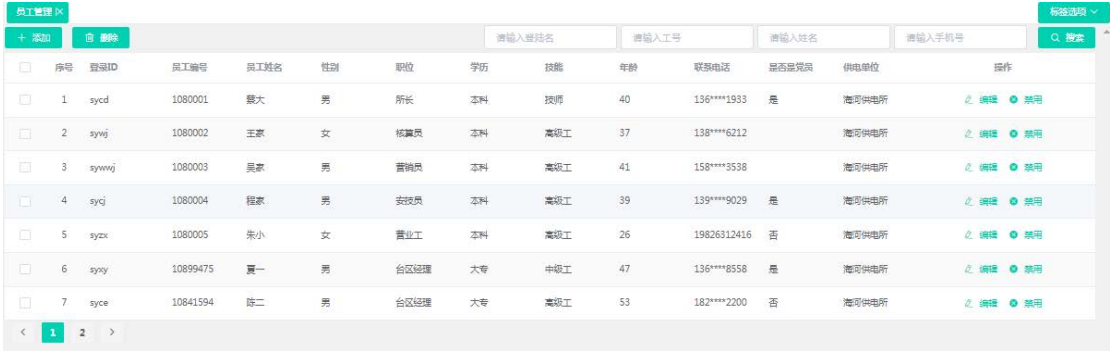 员工管理 标签选项
添加 删除 请输入登陆名 请输入工号 请输入姓名 请输入手机号 搜索
序号 登录ID 员工编号 员工姓名 性别 职位 学历 技能 年龄 联系电话 是否是党员 供电单位 操作
1 sycd 1080001 蔡大 男 所长 本科 技师 40 136****1933 是 海河供电所 编辑 禁用
2 sywj 1080002 王家 女 核算员 本科 高级工 37 138****6212 海河供电所 编辑 禁用
3 sywwj 1080003 吴家 男 营销员 本科 高级工 41 158****3538 海河供电所 编辑 禁用
4 sycj 1080004 程家 男 安技员 本科 高级工 39 139****9029 是 海河供电所 编辑 禁用
5 syzx 1080005 朱小 女 营业工 本科 高级工 26 19826312416 否 海河供电所 编辑 禁用
6 syxy 10899475 夏一 男 台区经理 大专 中级工 47 136****8558 是 海河供电所 编辑 禁用
7 syce 10841594 陈二 男 台区经理 大专 高级工 53 182****2200 否 海河供电所 编辑 禁用
< 1 2 >